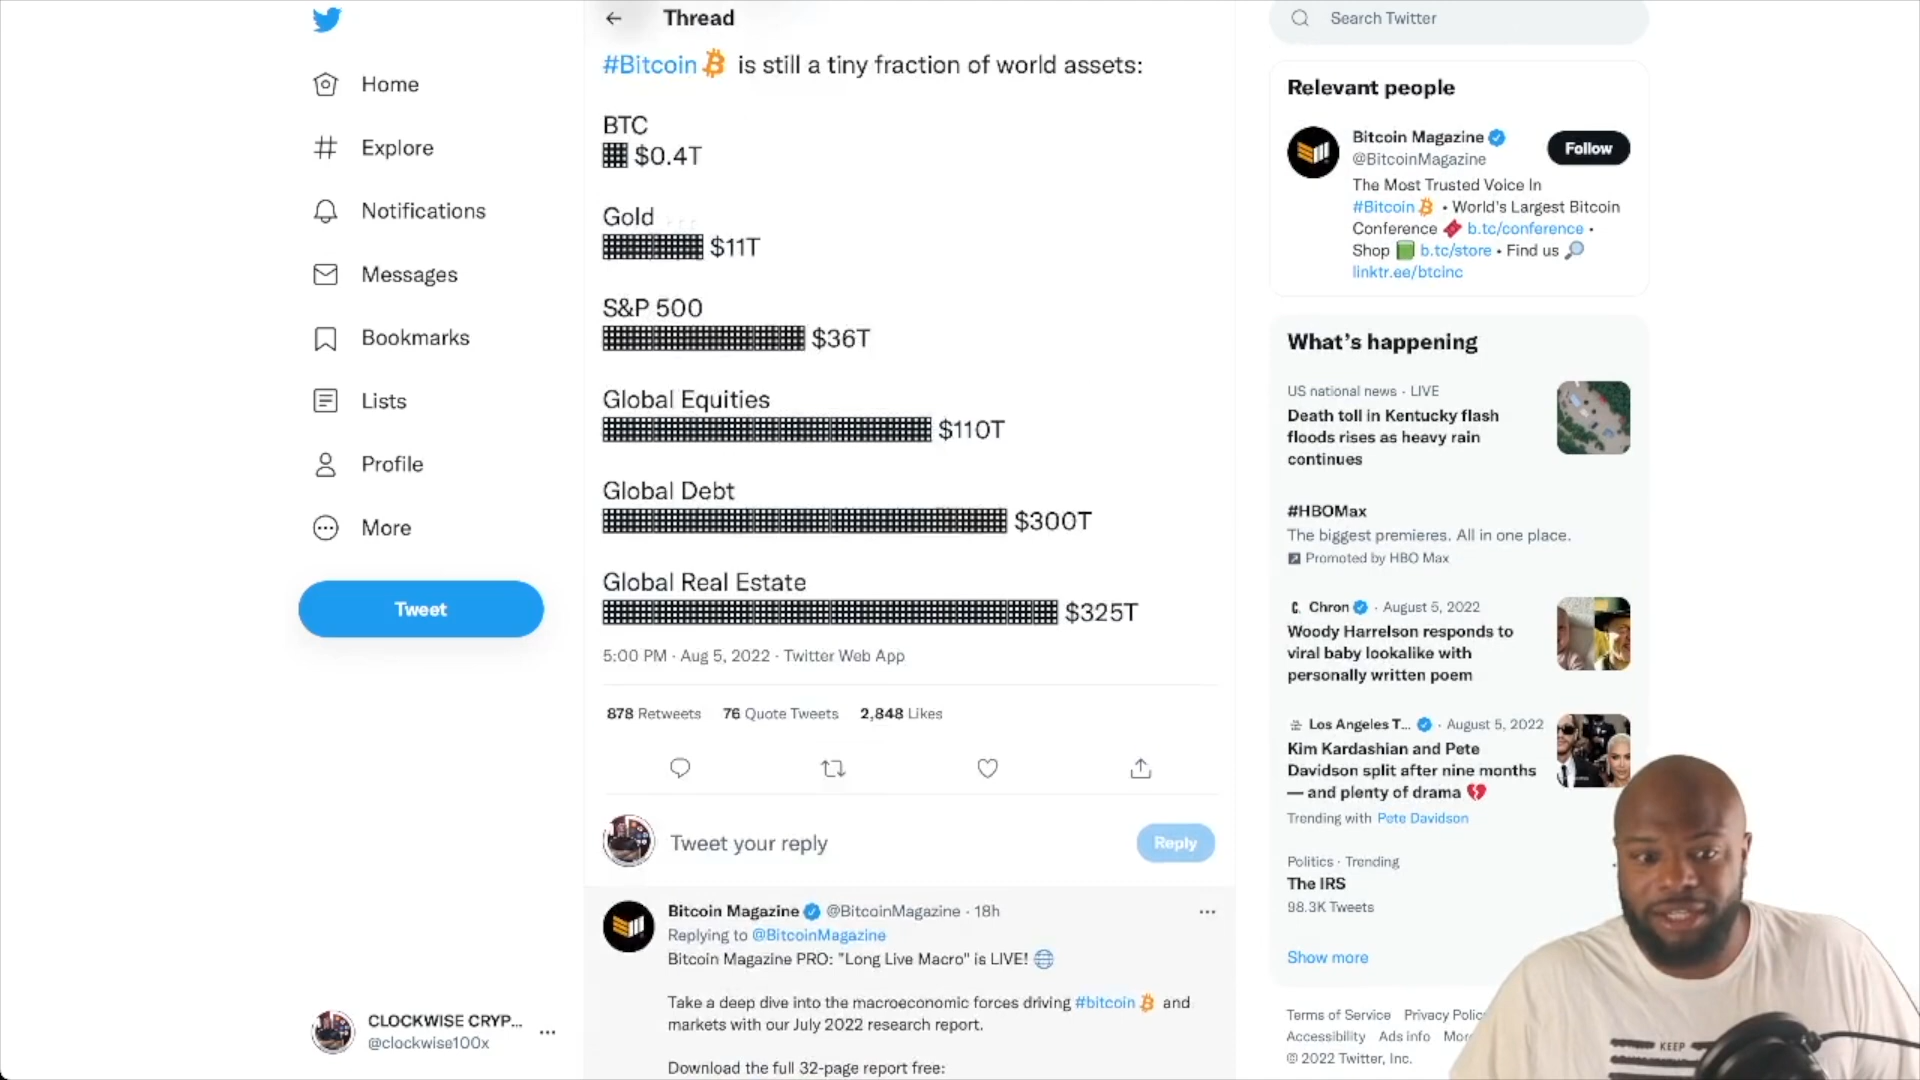 Home
Explore
Notifications
Messages
Bookmarks
Lists
Profile
More
Tweet
CLOCKWISE CRYP...
@clockwise100x
Thread
#Bitcoin is still a tiny fraction of world assets:
BTC
$0.4T
Gold
$11T
S&P 500
$36T
Global Equities
$110T
Global Debt
$300T
Global Real Estate
$325T
5:00 PM · Aug 5, 2022 · Twitter Web App
878 Retweets 76 Quote Tweets 2,848 Likes
Tweet your reply
Reply
Bitcoin Magazine @BitcoinMagazine · 18h
Replying to @BitcoinMagazine
Bitcoin Magazine PRO: "Long Live Macro" is LIVE!
Take a deep dive into the macroeconomic forces driving #bitcoin and
markets with our July 2022 research report.
Download the full 32-page report free:
Search Twitter
Relevant people
Bitcoin Magazine
@BitcoinMagazine
Follow
The Most Trusted Voice In
#Bitcoin • World's Largest Bitcoin
Conference b.tc/conference •
Shop b.tc/store • Find us
linktr.ee/btcinc
What's happening
US national news · LIVE
Death toll in Kentucky flash
floods rises as heavy rain
continues
#HBOMax
The biggest premieres. All in one place.
Promoted by HBO Max
Chron · August 5, 2022
Woody Harrelson responds to
viral baby lookalike with
personally written poem
Los Angeles T... · August 5, 2022
Kim Kardashian and Pete
Davidson split after nine months
— and plenty of drama
Trending with Pete Davidson
Politics · Trending
The IRS
98.3K Tweets
Show more
Terms of Service Privacy Polic
Accessibility Ads info Mor
© 2022 Twitter, Inc.
KEEP